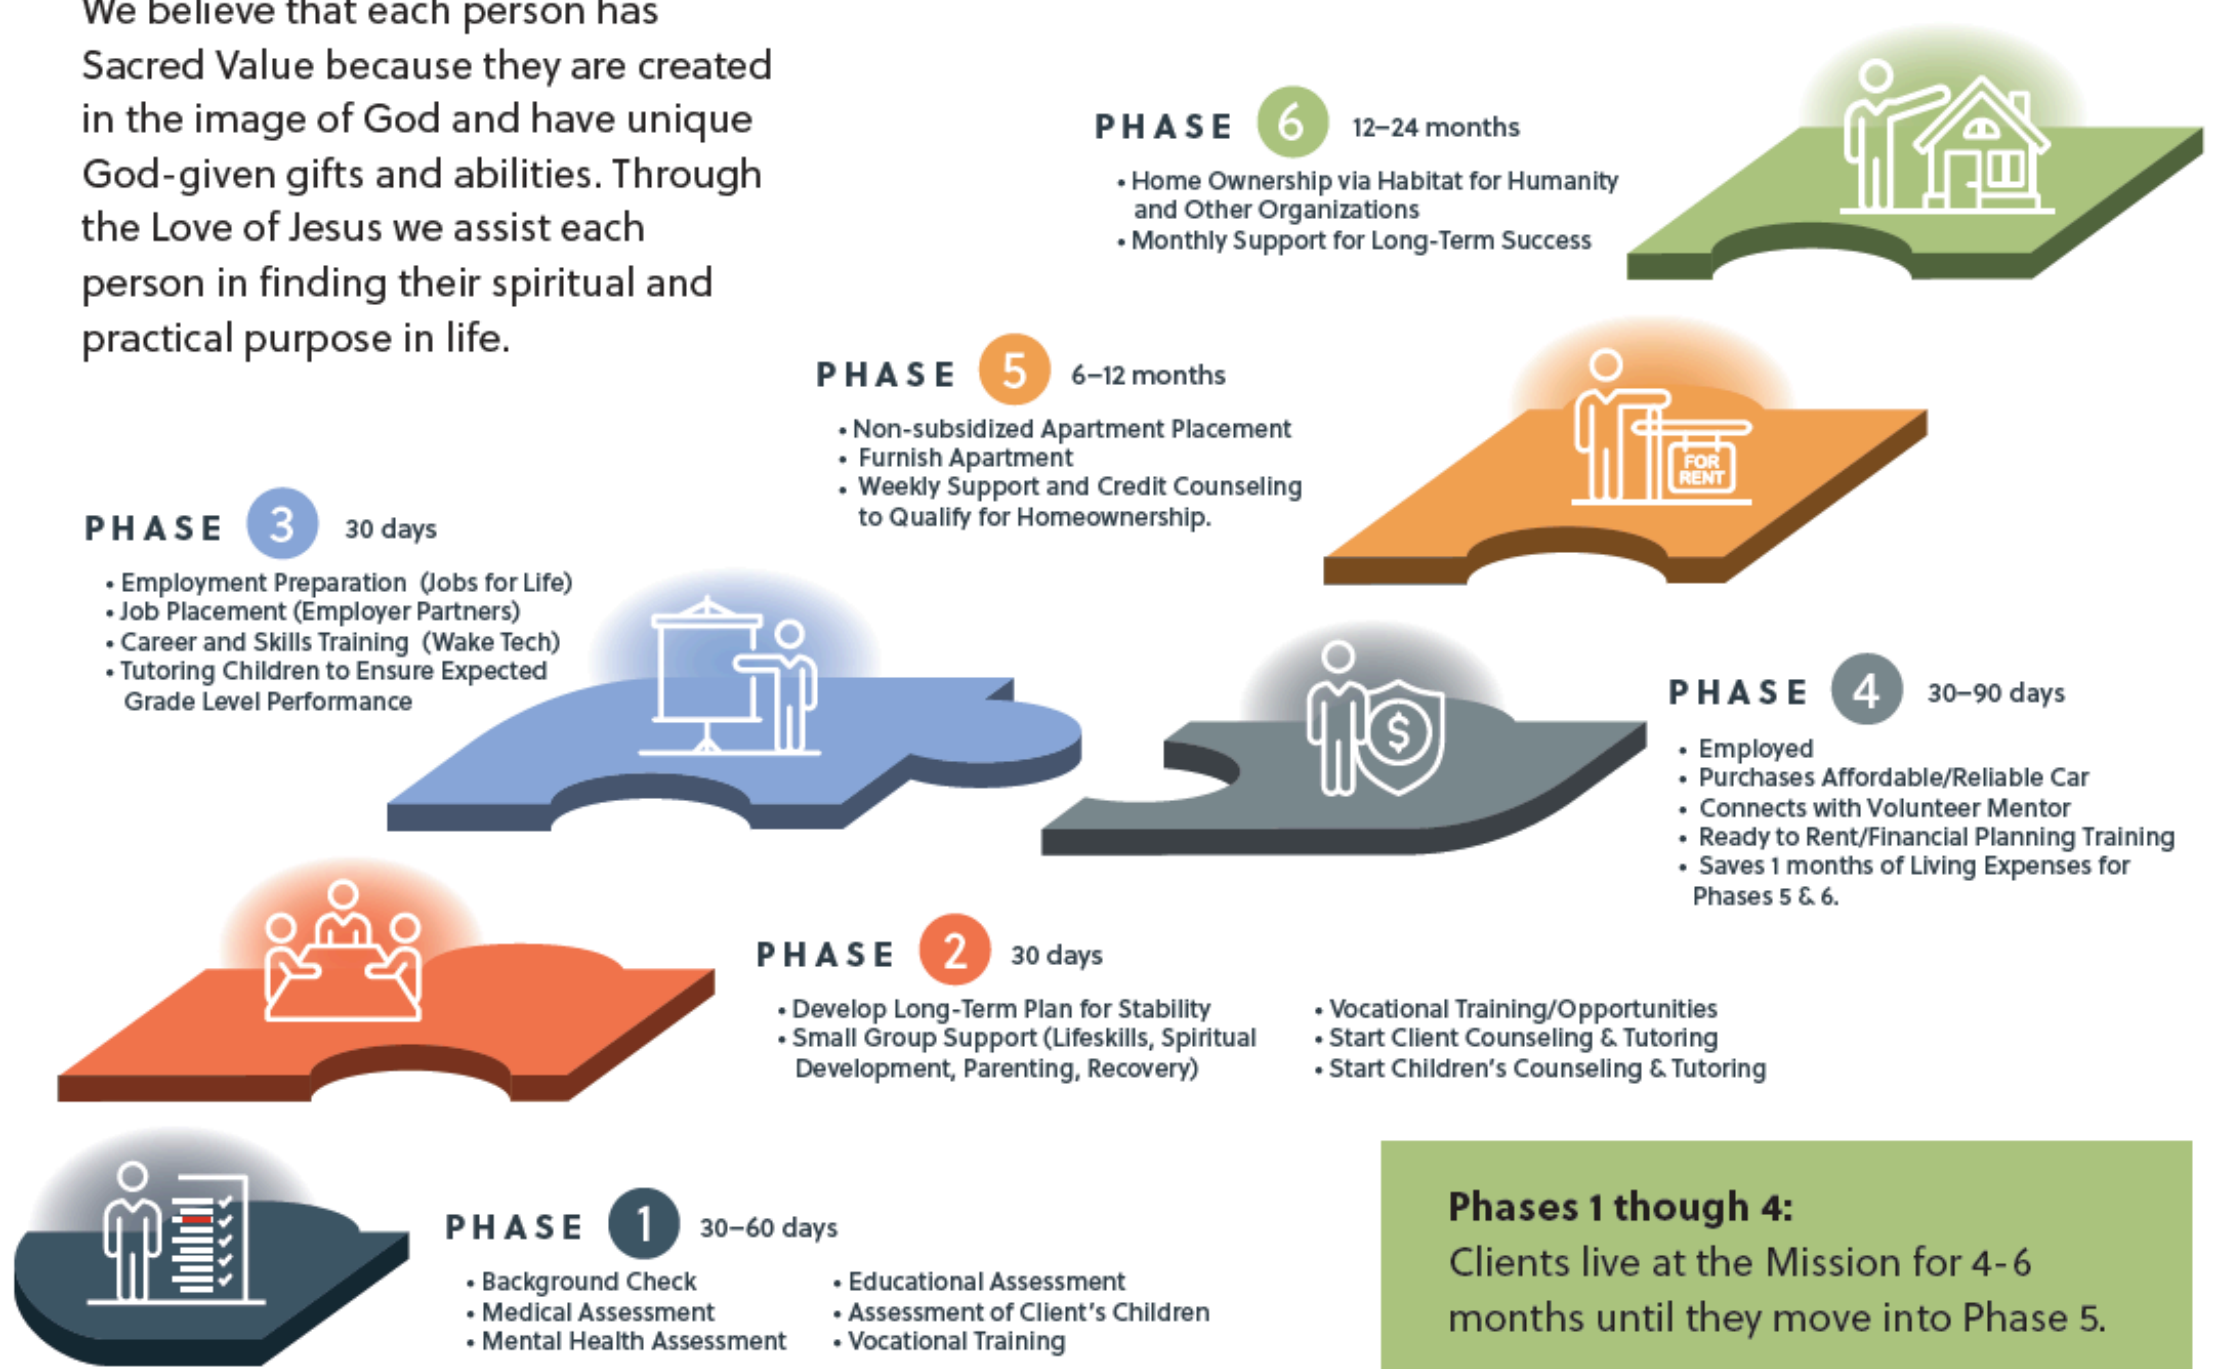 We believe that each person has
Sacred Value because they are created
in the image of God and have unique
God-given gifts and abilities. Through
the Love of Jesus we assist each
person in finding their spiritual and
practical purpose in life.
PHASE 6 12–24 months
• Home Ownership via Habitat for Humanity
and Other Organizations
• Monthly Support for Long-Term Success
PHASE 5 6–12 months
• Non-subsidized Apartment Placement
• Furnish Apartment
• Weekly Support and Credit Counseling
to Qualify for Homeownership.
FOR
RENT
PHASE 3 30 days
• Employment Preparation (Jobs for Life)
• Job Placement (Employer Partners)
• Career and Skills Training (Wake Tech)
• Tutoring Children to Ensure Expected
Grade Level Performance
$
PHASE 4 30–90 days
• Employed
• Purchases Affordable/Reliable Car
• Connects with Volunteer Mentor
• Ready to Rent/Financial Planning Training
• Saves 1 months of Living Expenses for
Phases 5 & 6.
PHASE 2 30 days
• Develop Long-Term Plan for Stability
• Small Group Support (Lifeskills, Spiritual
Development, Parenting, Recovery)
• Vocational Training/Opportunities
• Start Client Counseling & Tutoring
• Start Children's Counseling & Tutoring
PHASE 1 30–60 days
• Background Check
• Medical Assessment
• Mental Health Assessment
• Educational Assessment
• Assessment of Client's Children
• Vocational Training
Phases 1 though 4:
Clients live at the Mission for 4-6
months until they move into Phase 5.